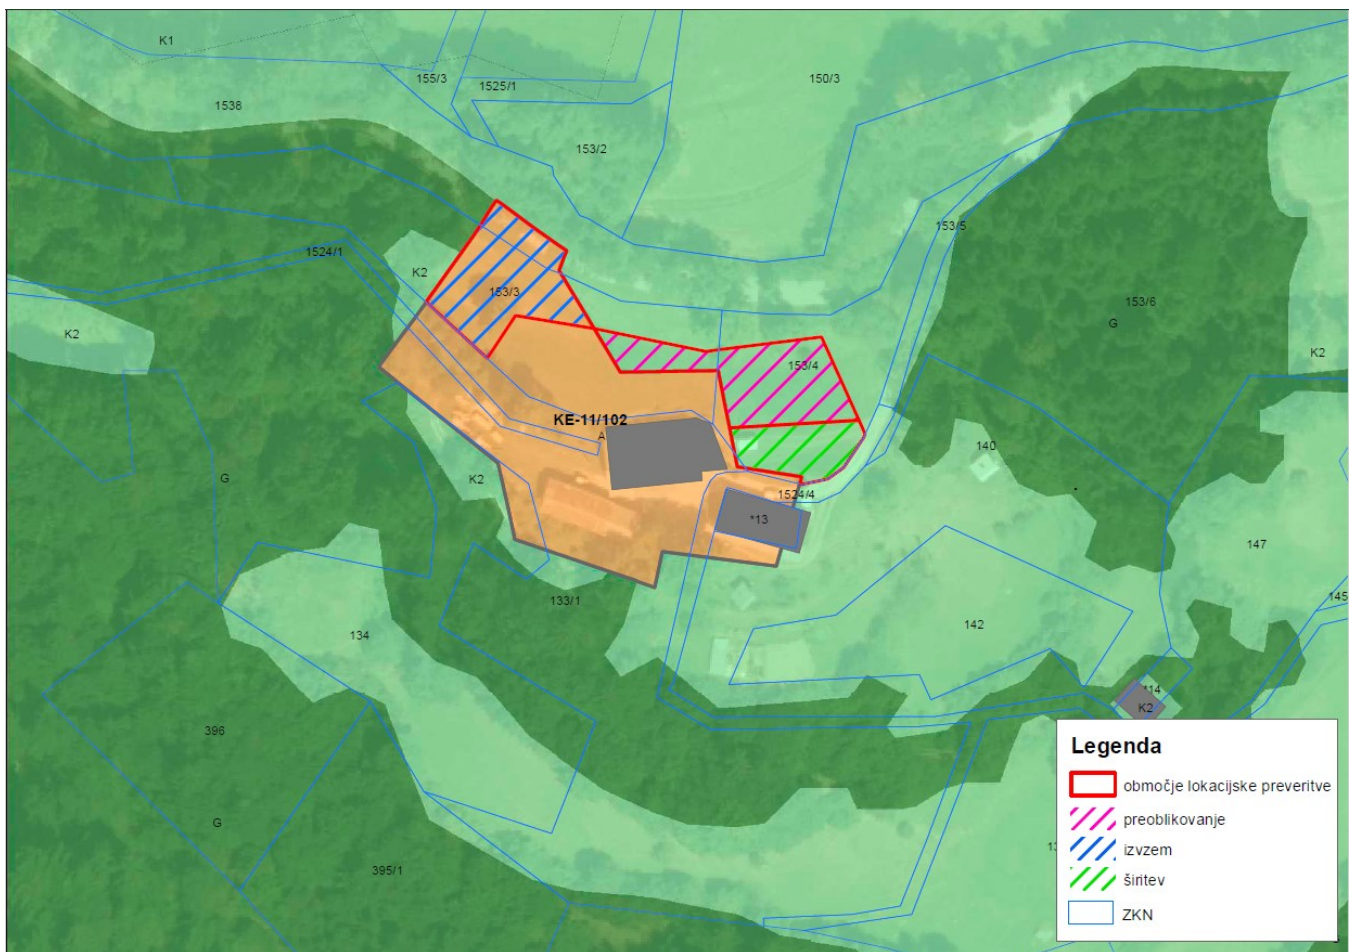 K1
155/3
1525/1
150/3
1538
153/2
153/5
1524/1
K2
153/3
153/6
G
K2
K2
153/4
KE-11/102
A
140
G
K2
1524/4
*13
147
133/1
145
134
142
K2
396
G
395/1
Legenda
območje lokacijske preveritve
preoblikovanje
izvzem
širitev
ZKN